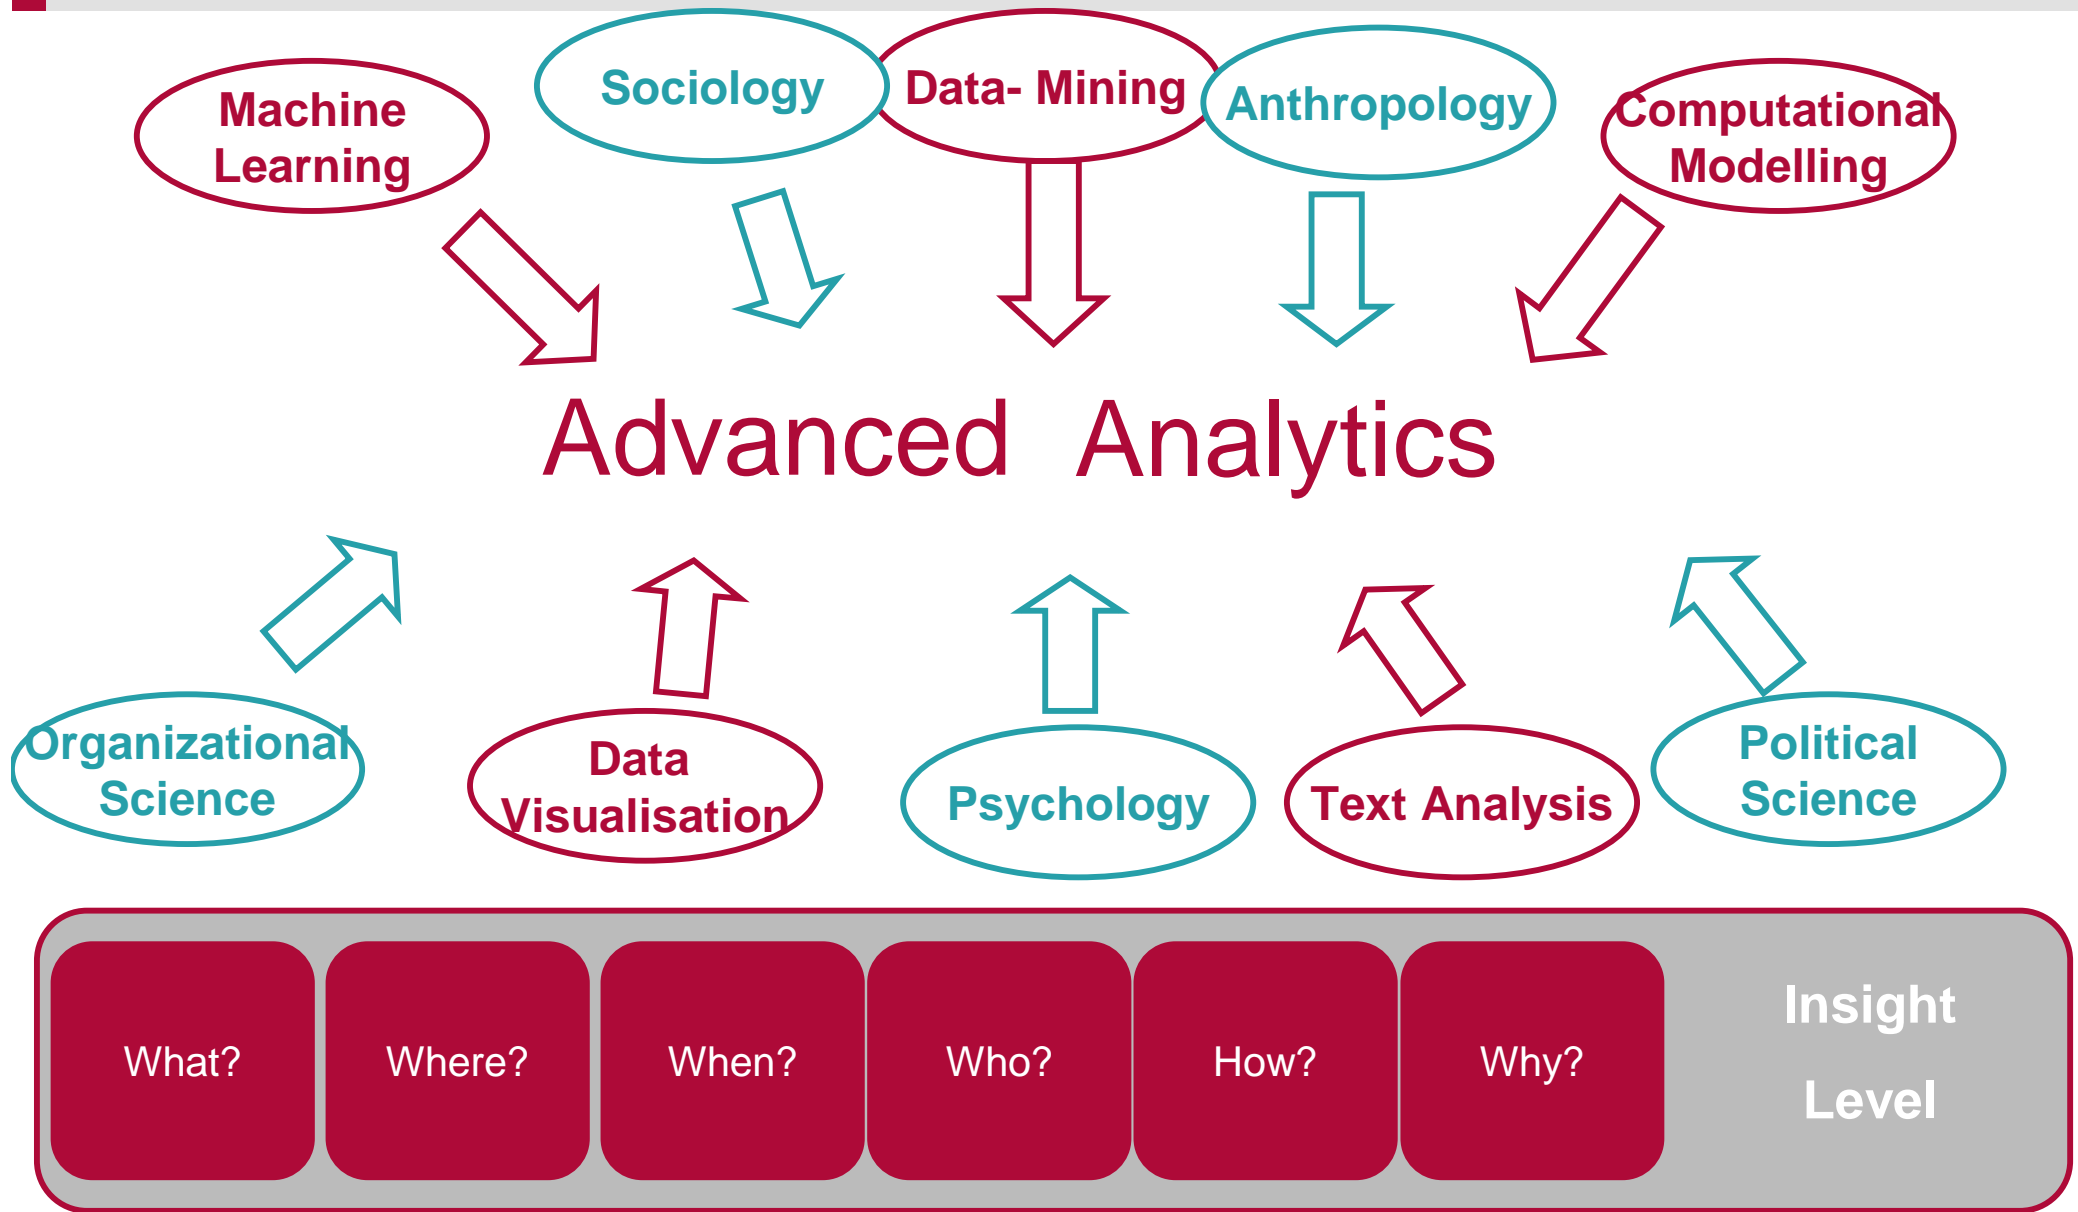 Machine
Learning
Sociology
Data- Mining
Anthropology
Computational
Modelling
Advanced Analytics
Organizational
Science
Data
Visualisation
Psychology
Text Analysis
Political
Science
What?
Where?
When?
Who?
How?
Why?
Insight
Level